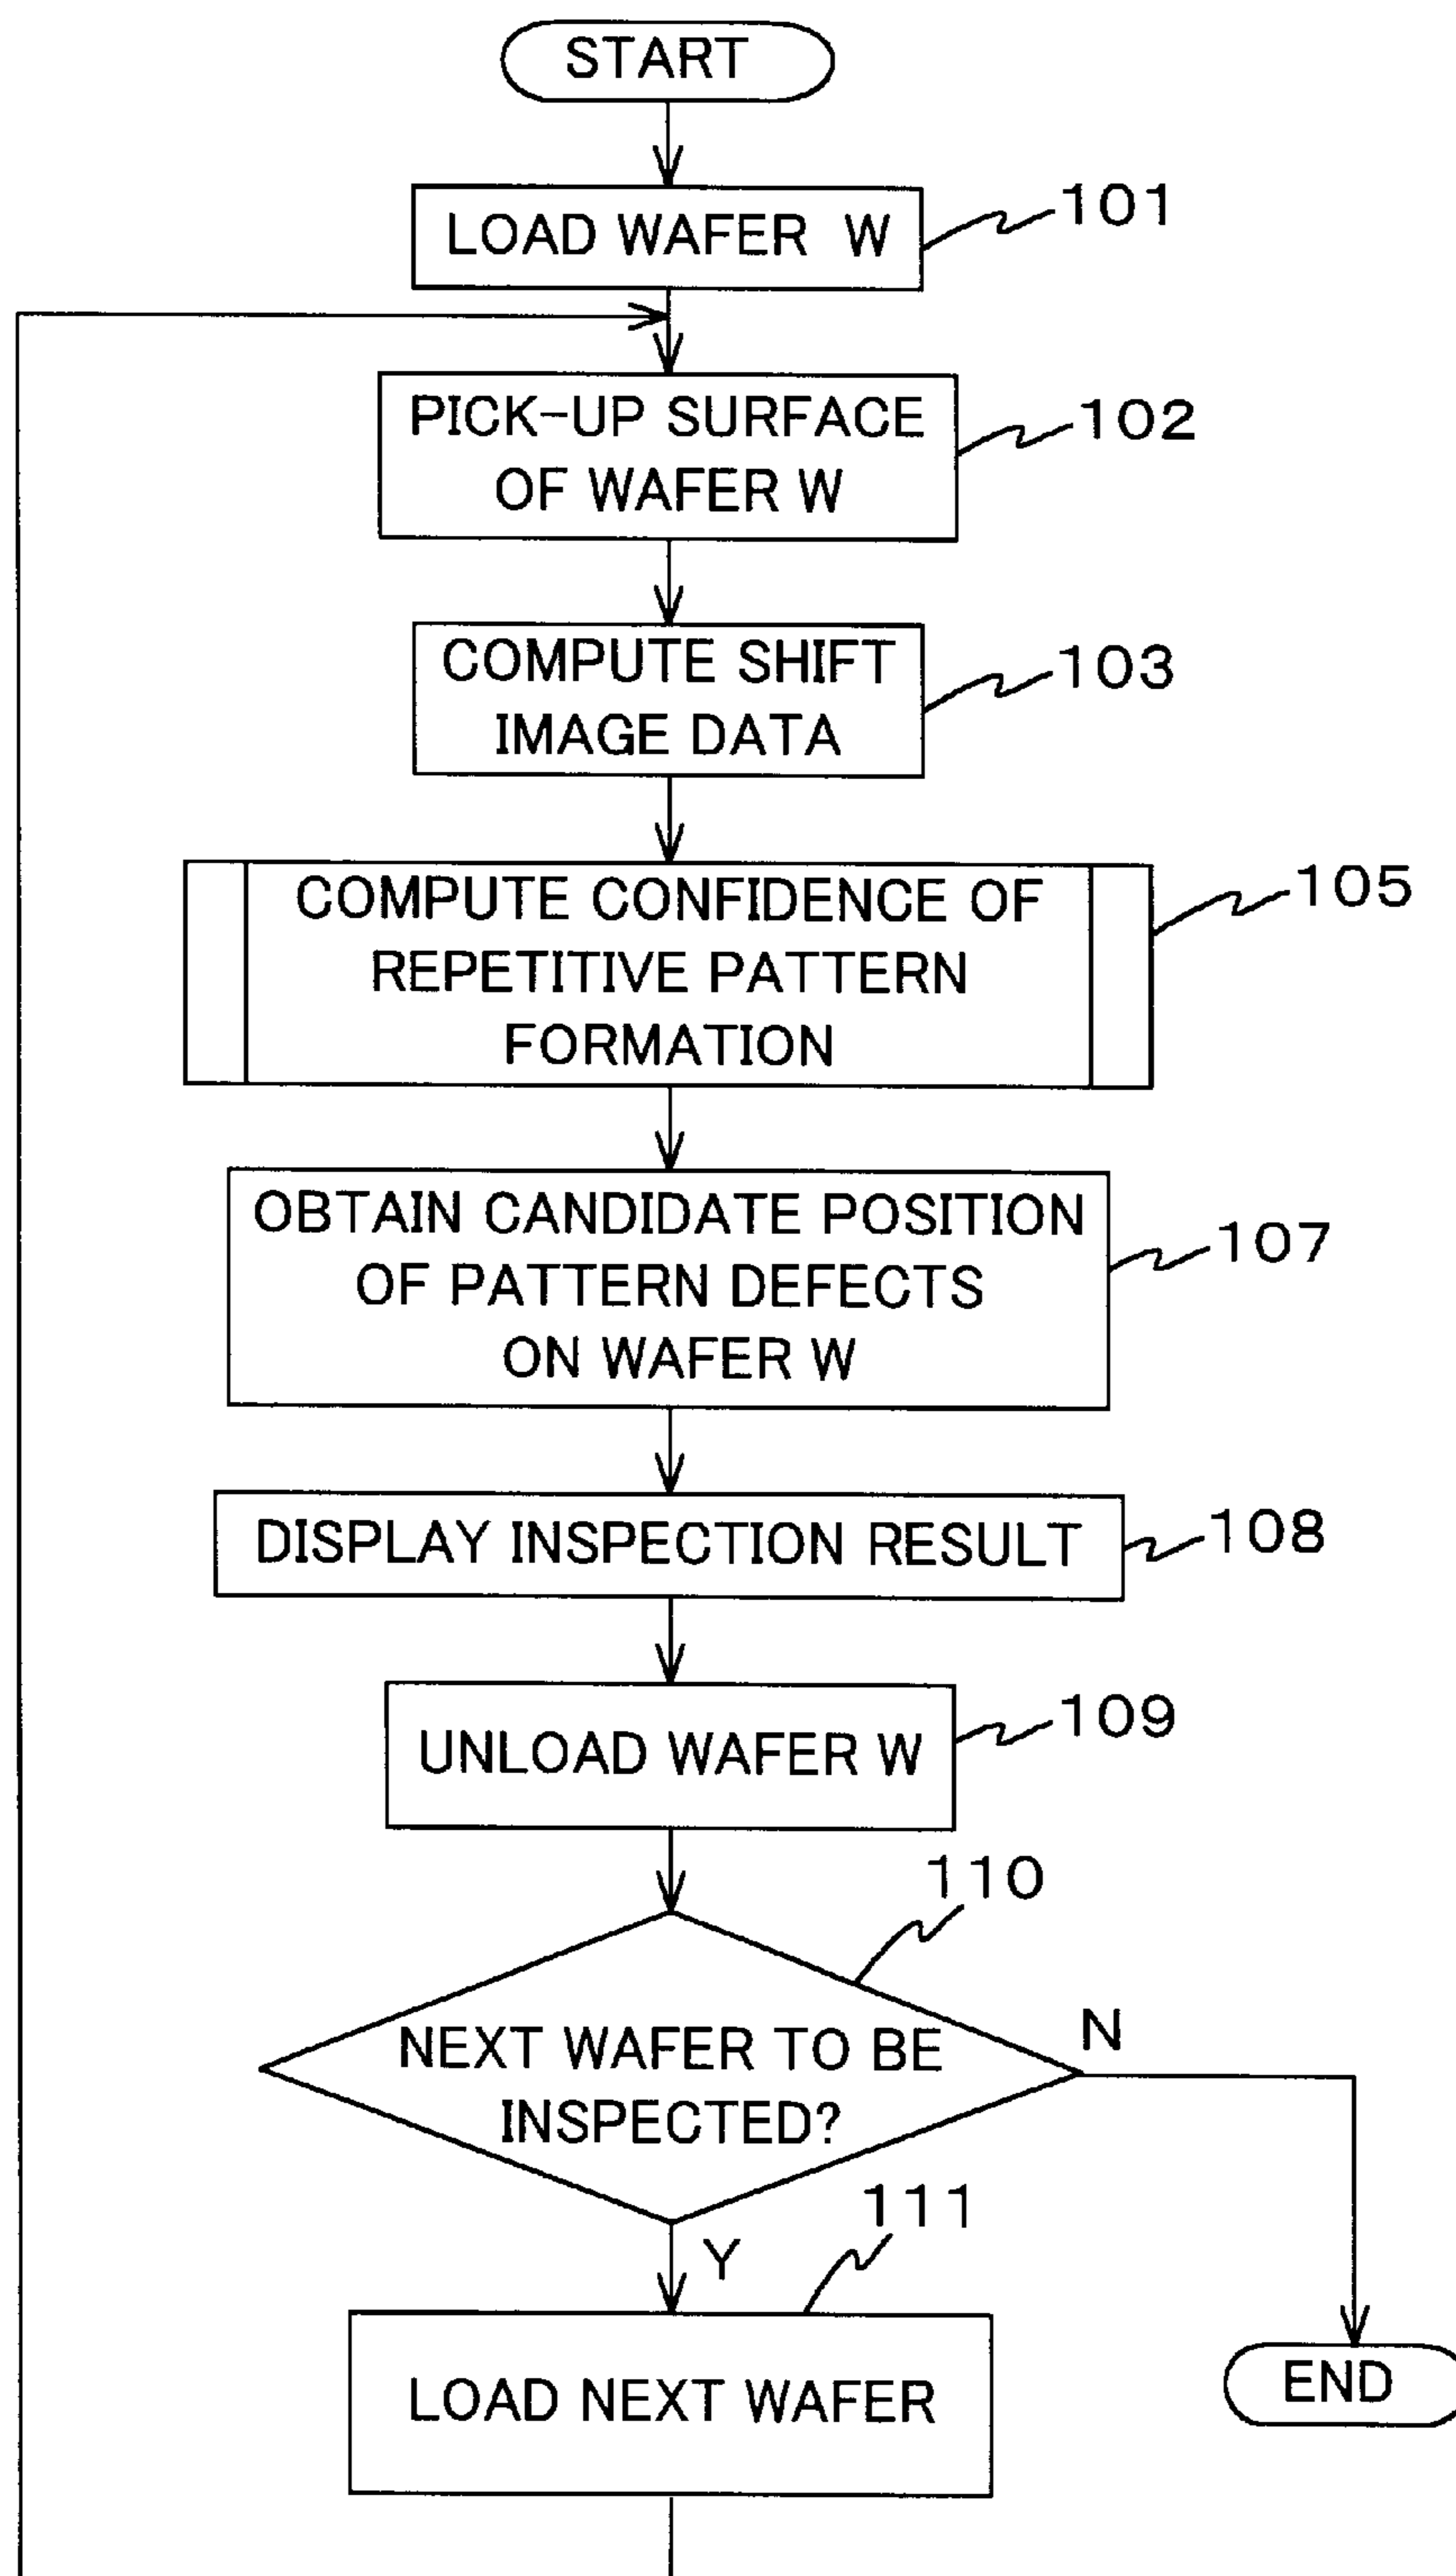 START
LOAD WAFER W
101
PICK-UP SURFACE
OF WAFER W
102
COMPUTE SHIFT
IMAGE DATA
103
COMPUTE CONFIDENCE OF
REPETITIVE PATTERN
FORMATION
105
OBTAIN CANDIDATE POSITION
OF PATTERN DEFECTS
ON WAFER W
107
DISPLAY INSPECTION RESULT
108
UNLOAD WAFER W
109
110
NEXT WAFER TO BE
INSPECTED?
N
Y
111
LOAD NEXT WAFER
END